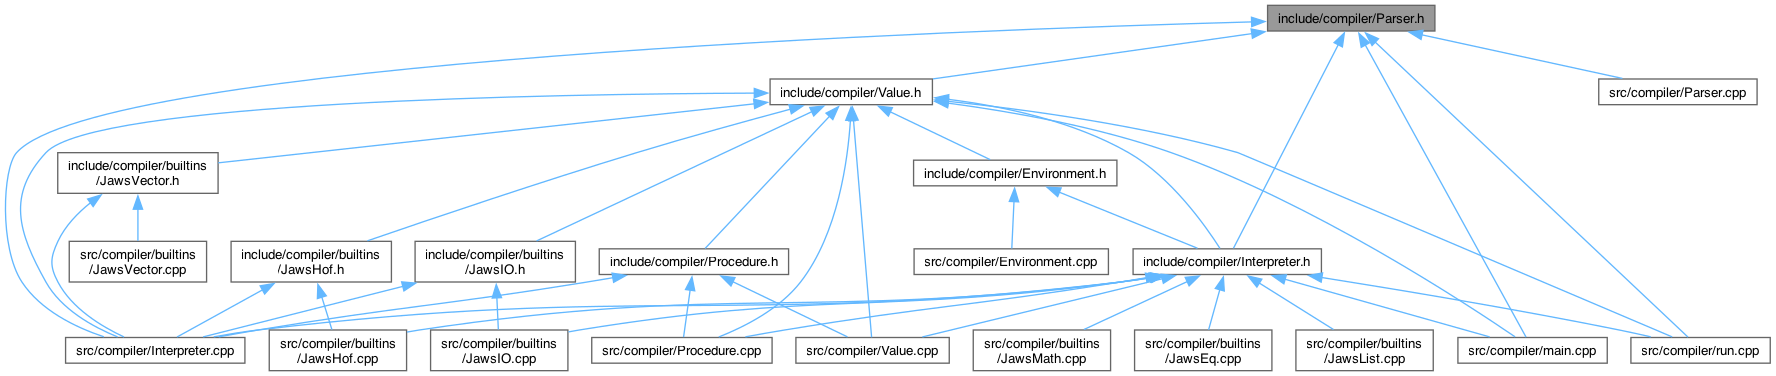 include/compiler/Parser.h
include/compiler/Value.h
src/compiler/Parser.cpp
include/compiler/builtins
/JawsVector.h
include/compiler/Environment.h
src/compiler/builtins
/JawsVector.cpp
include/compiler/builtins
/JawsHof.h
include/compiler/builtins
/JawsIO.h
include/compiler/Procedure.h
src/compiler/Environment.cpp
include/compiler/Interpreter.h
src/compiler/Interpreter.cpp
src/compiler/builtins
/JawsHof.cpp
src/compiler/builtins
/JawsIO.cpp
src/compiler/Procedure.cpp
src/compiler/Value.cpp
src/compiler/builtins
/JawsMath.cpp
src/compiler/builtins
/JawsEq.cpp
src/compiler/builtins
/JawsList.cpp
src/compiler/main.cpp
src/compiler/run.cpp